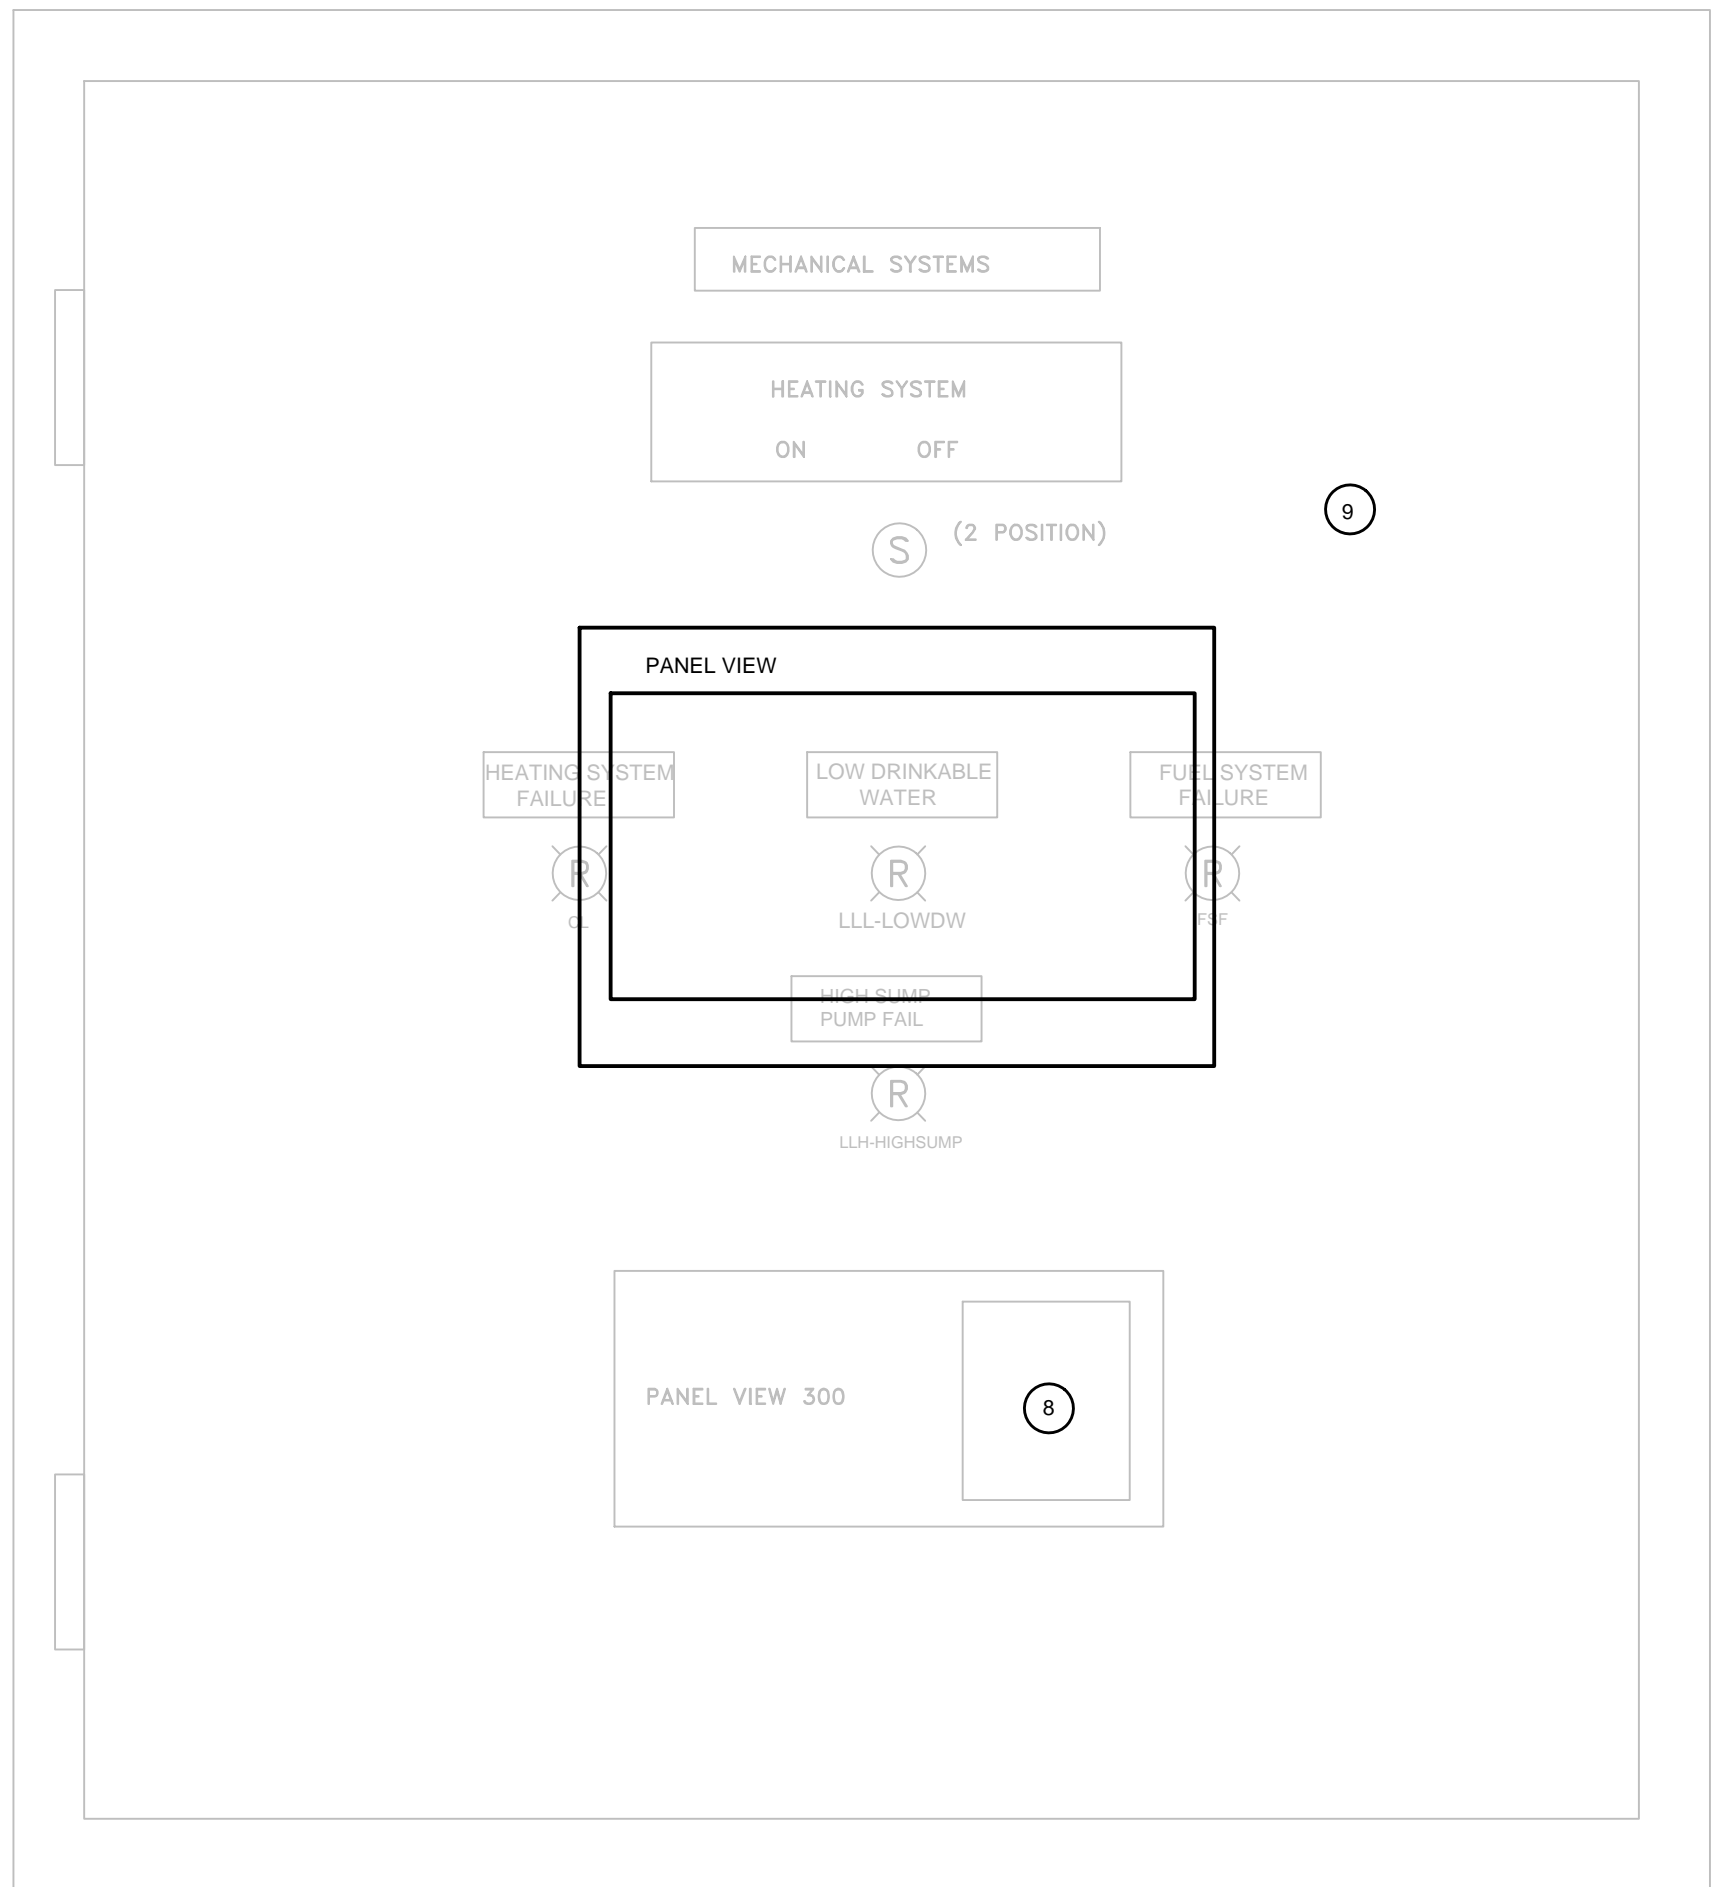 MECHANICAL SYSTEMS
HEATING SYSTEM
ON OFF
9
S (2 POSITION)
PANEL VIEW
HEATING SYSTEM
FAILURE
LOW DRINKABLE
WATER
FUEL SYSTEM
FAILURE
R R R
CL LLL-LOWDW FSF
HIGH SUMP
PUMP FAIL
R
LLH-HIGHSUMP
PANEL VIEW 300
8